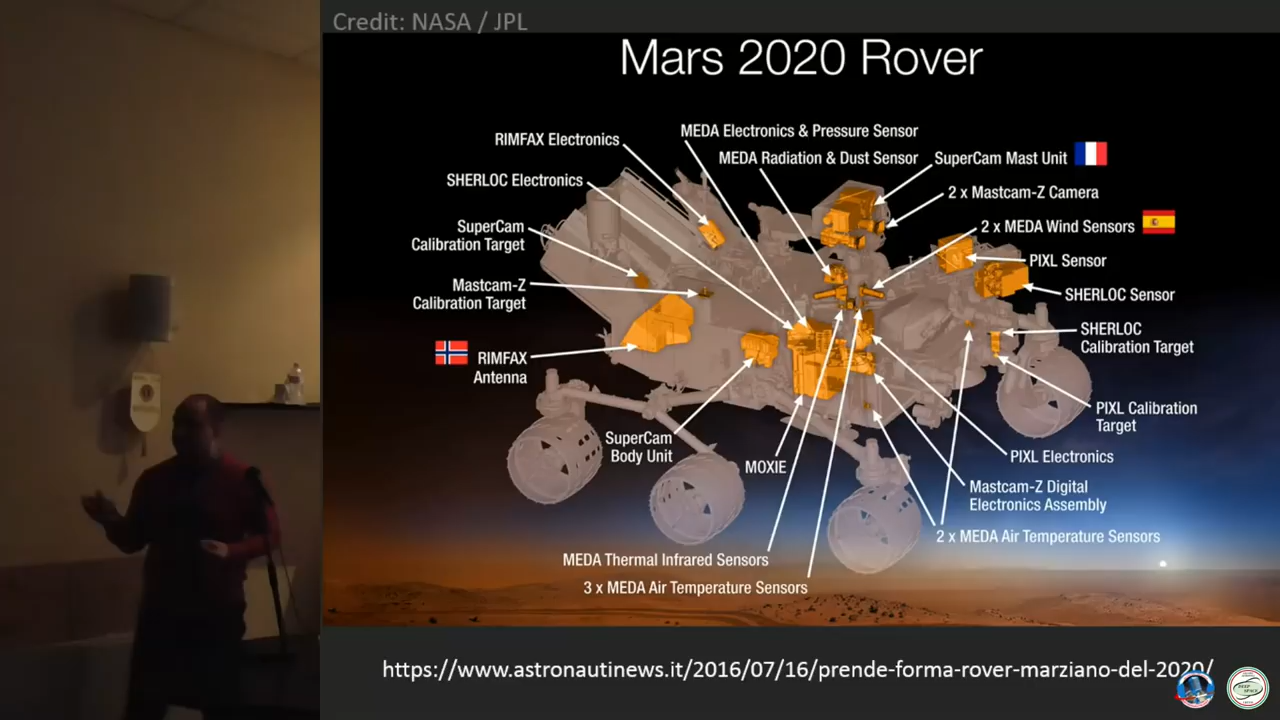 Credit: NASA / JPL
Mars 2020 Rover
MEDA Electronics & Pressure Sensor
RIMFAX Electronics
MEDA Radiation & Dust Sensor
SuperCam Mast Unit
SHERLOC Electronics
2 x Mastcam-Z Camera
SuperCam
Calibration Target
2 x MEDA Wind Sensors
PIXL Sensor
Mastcam-Z
Calibration Target
SHERLOC Sensor
SHERLOC
Calibration Target
RIMFAX
Antenna
PIXL Calibration
Target
SuperCam
Body Unit
MOXIE
PIXL Electronics
Mastcam-Z Digital
Electronics Assembly
2 x MEDA Air Temperature Sensors
MEDA Thermal Infrared Sensors
3 x MEDA Air Temperature Sensors
https://www.astronautinews.it/2016/07/16/prende-forma-rover-marziano-del-2020/
DEEP
SPACE